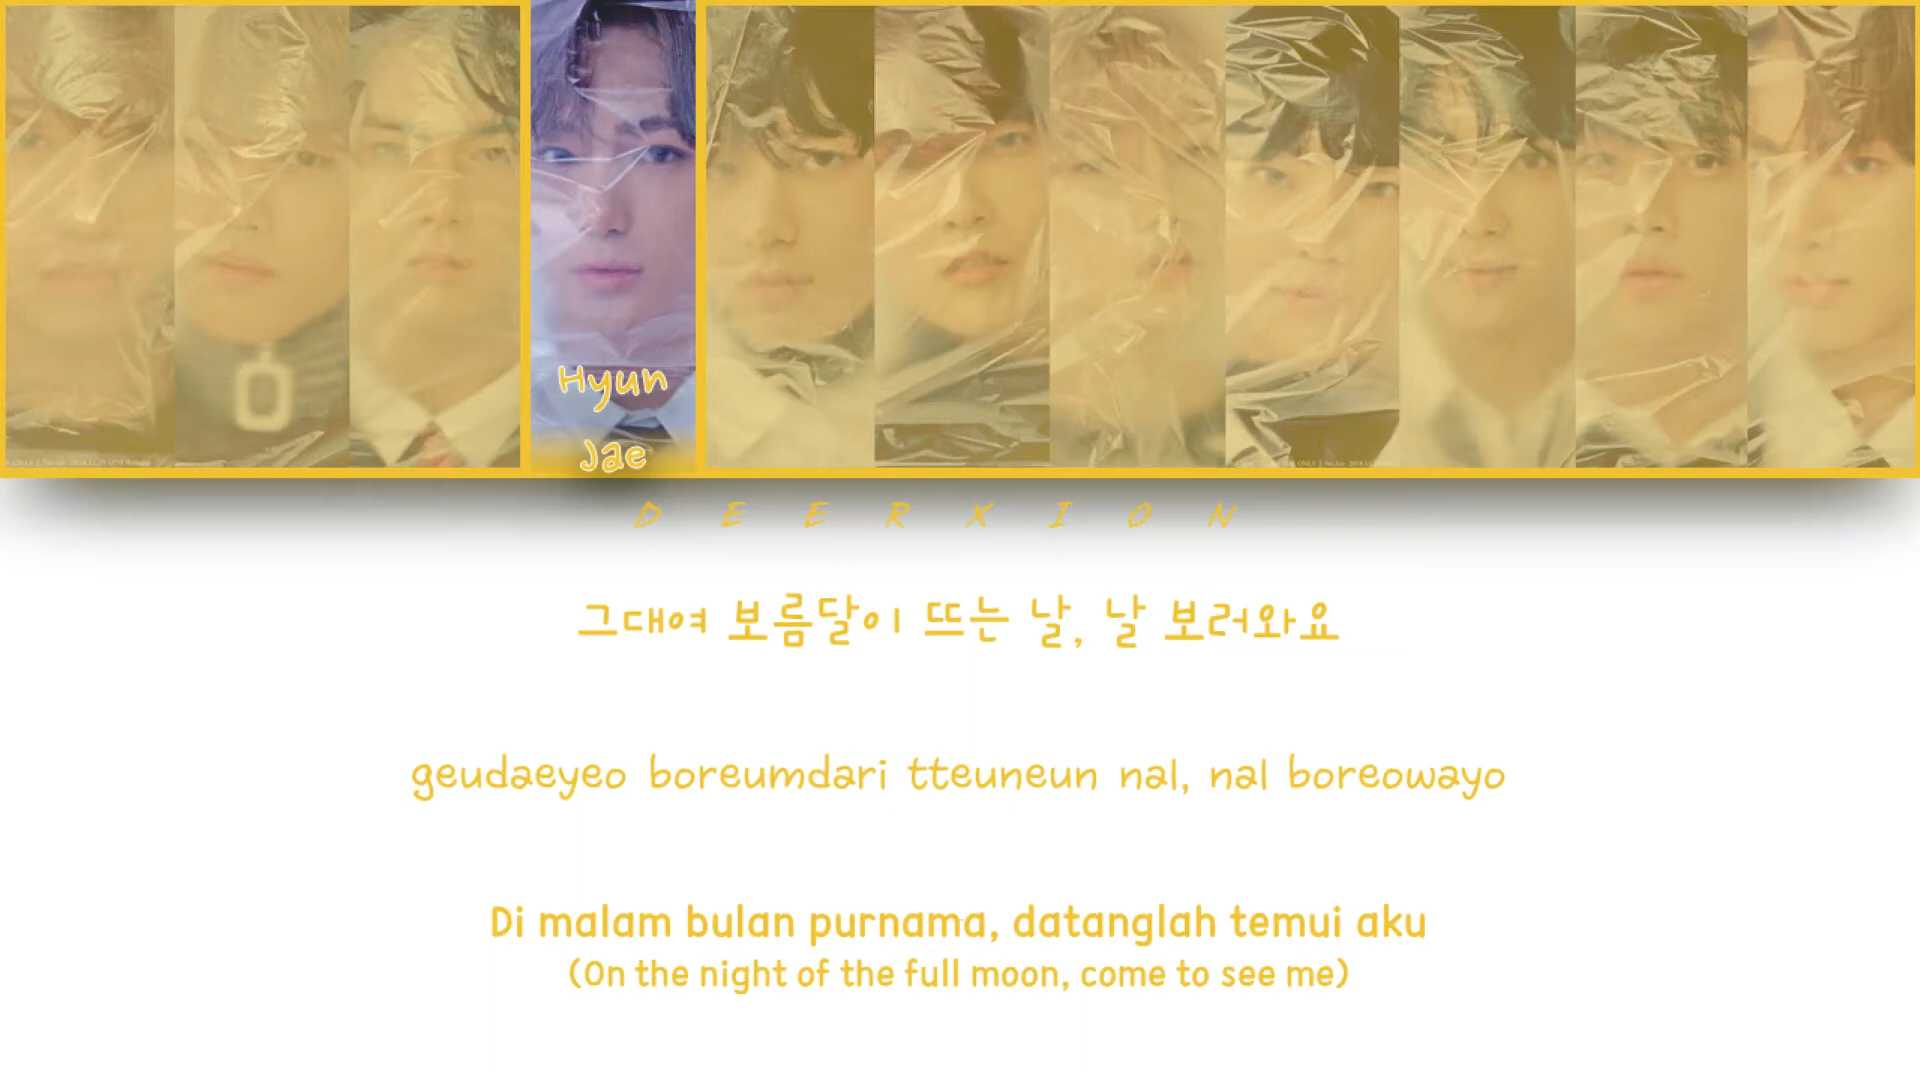 Hyun
Jae
DEERXION
그대여 보름달이 뜨는 날, 날 보러와요
geudaeyeo boreumdari tteuneun nal, nal boreowayo
Di malam bulan purnama, datanglah temui aku
(On the night of the full moon, come to see me)